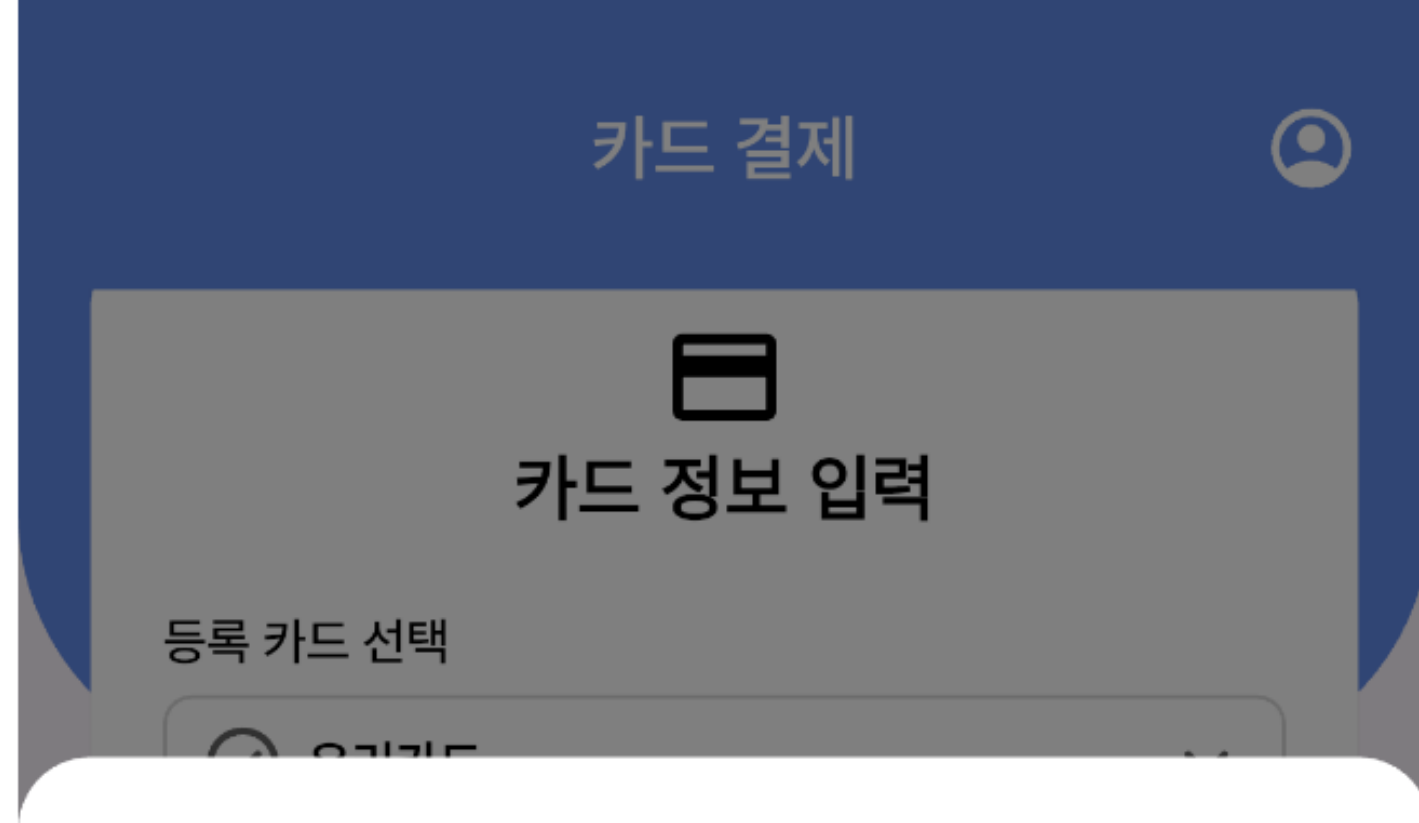 카드 결제
카드 정보 입력
등록 카드 선택